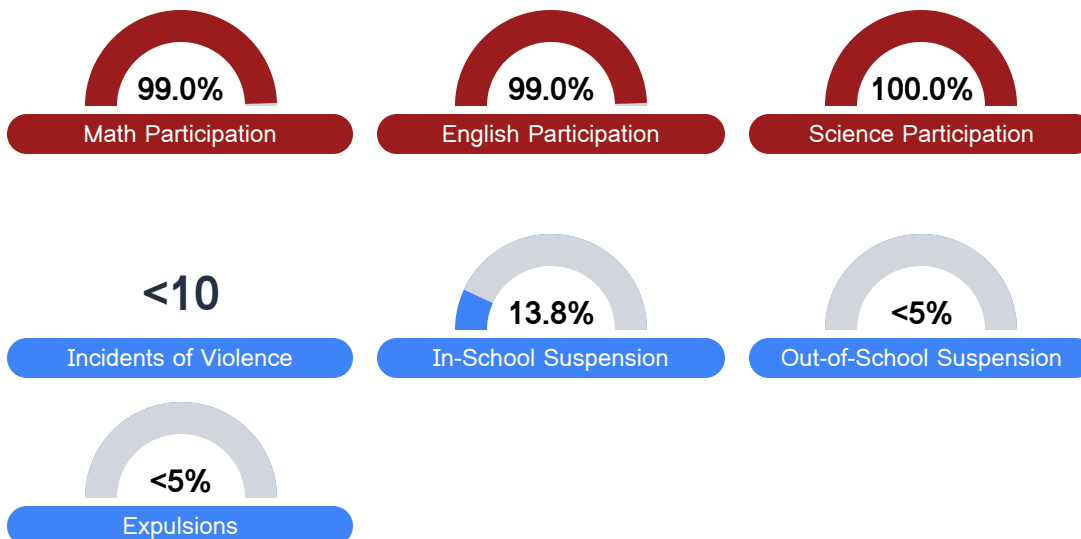 99.0%
Math Participation
99.0%
English Participation
100.0%
Science Participation
<10
Incidents of Violence
13.8%
In-School Suspension
<5%
Out-of-School Suspension
<5%
Expulsions